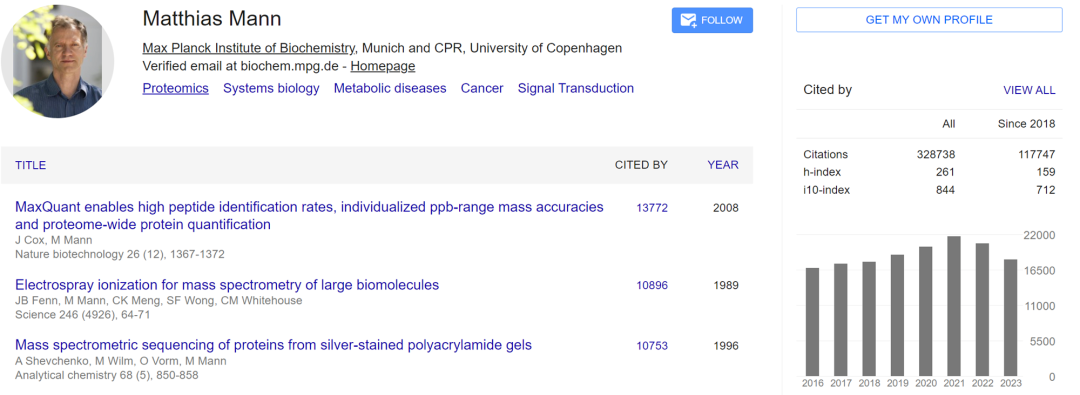 Matthias Mann
FOLLOW
Max Planck Institute of Biochemistry, Munich and CPR, University of Copenhagen
Verified email at biochem.mpg.de - Homepage
Proteomics Systems biology Metabolic diseases Cancer Signal Transduction
TITLE CITED BY YEAR
MaxQuant enables high peptide identification rates, individualized ppb-range mass accuracies 13772 2008
and proteome-wide protein quantification
J Cox, M Mann
Nature biotechnology 26 (12), 1367-1372
Electrospray ionization for mass spectrometry of large biomolecules 10896 1989
JB Fenn, M Mann, CK Meng, SF Wong, CM Whitehouse
Science 246 (4926), 64-71
Mass spectrometric sequencing of proteins from silver-stained polyacrylamide gels 10753 1996
A Shevchenko, M Wilm, O Vorm, M Mann
Analytical chemistry 68 (5), 850-858
GET MY OWN PROFILE
Cited by VIEW ALL
All Since 2018
Citations 328738 117747
h-index 261 159
i10-index 844 712
22000
16500
11000
5500
0
2016 2017 2018 2019 2020 2021 2022 2023